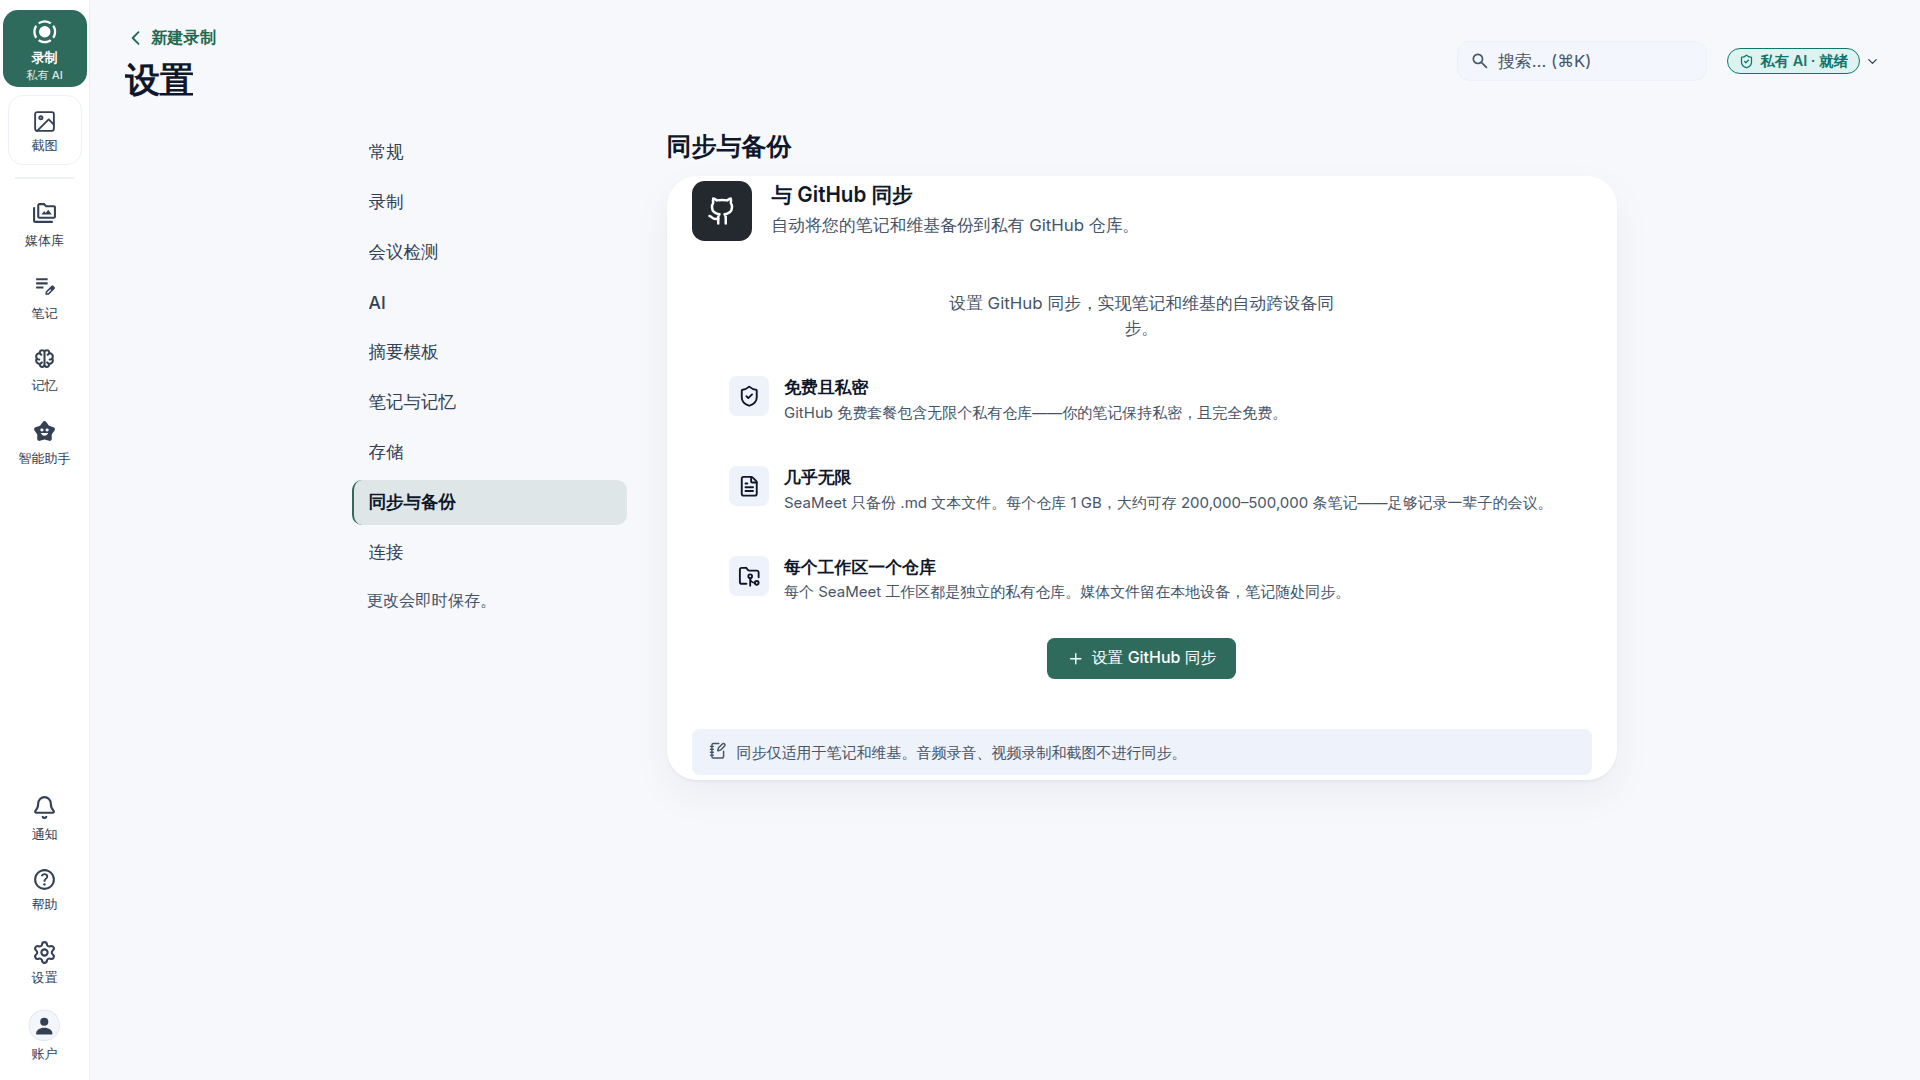 录制
私有 AI
截图
媒体库
笔记
记忆
智能助手
通知
帮助
设置
账户
新建录制
设置
搜索... (⌘K)
私有 AI · 就绪
常规
录制
会议检测
AI
摘要模板
笔记与记忆
存储
同步与备份
连接
更改会即时保存。
同步与备份
与 GitHub 同步
自动将您的笔记和维基备份到私有 GitHub 仓库。
设置 GitHub 同步，实现笔记和维基的自动跨设备同
步。
免费且私密
GitHub 免费套餐包含无限个私有仓库——你的笔记保持私密，且完全免费。
几乎无限
SeaMeet 只备份 .md 文本文件。每个仓库 1 GB，大约可存 200,000–500,000 条笔记——足够记录一辈子的会议。
每个工作区一个仓库
每个 SeaMeet 工作区都是独立的私有仓库。媒体文件留在本地设备，笔记随处同步。
设置 GitHub 同步
同步仅适用于笔记和维基。音频录音、视频录制和截图不进行同步。